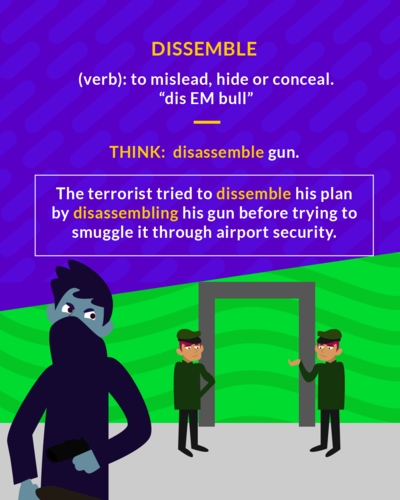 DISSEMBLE
(verb): to mislead, hide or conceal.
“dis EM bull”
THINK: disassemble gun.
The terrorist tried to dissemble his plan
by disassembling his gun before trying to
smuggle it through airport security.